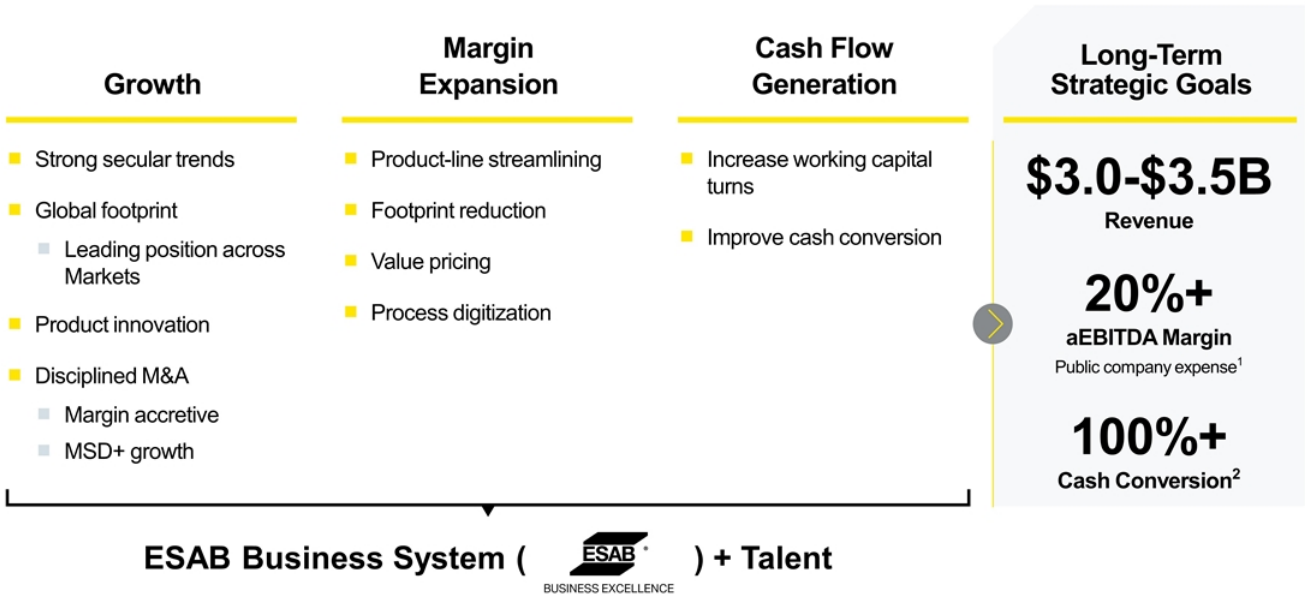 Growth
Strong secular trends
Global footprint
Leading position across
Markets
Product innovation
Disciplined M&A
Margin accretive
MSD+ growth
Margin
Expansion
Product-line streamlining
Footprint reduction
Value pricing
Process digitization
Cash Flow
Generation
Increase working capital
turns
Improve cash conversion
Long-Term
Strategic Goals
$3.0-$3.5B
Revenue
20%+
aEBITDA Margin
Public company expense¹
100%+
Cash Conversion²
ESAB Business System ( ESAB ) + Talent
BUSINESS EXCELLENCE